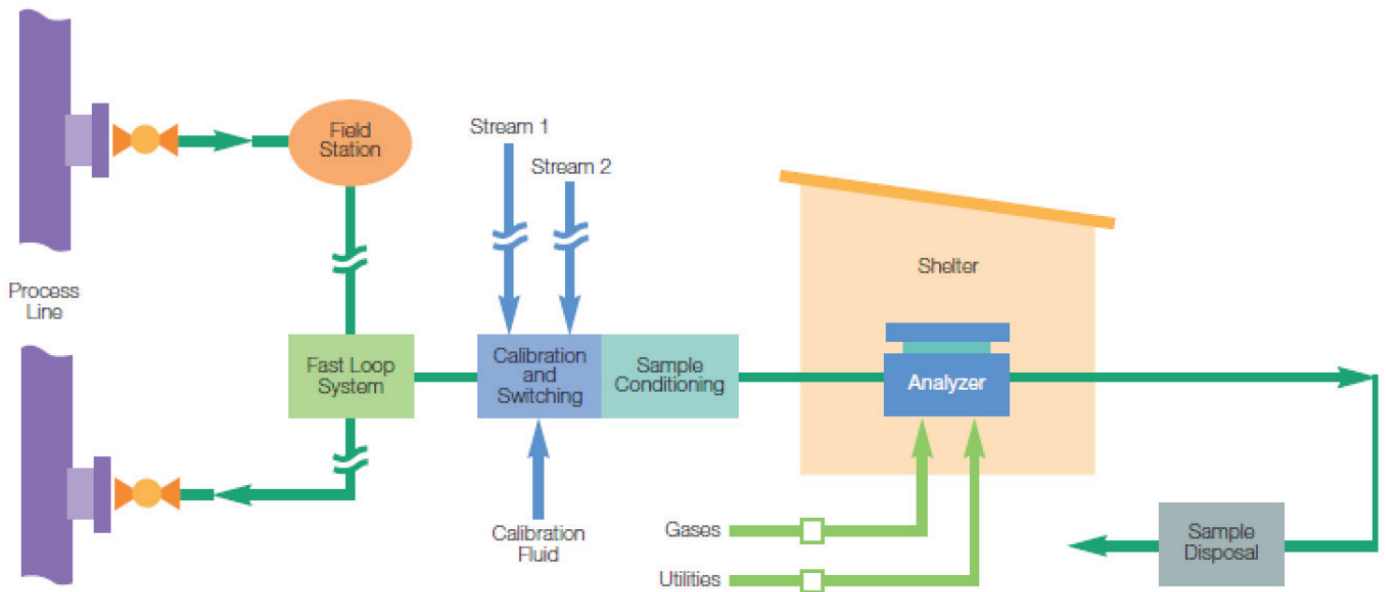 Process
Line
Field
Station
Fast Loop
System
Stream 1
Stream 2
Calibration
and
Switching
Sample
Conditioning
Calibration
Fluid
Shelter
Analyzer
Gases
Utilities
Sample
Disposal